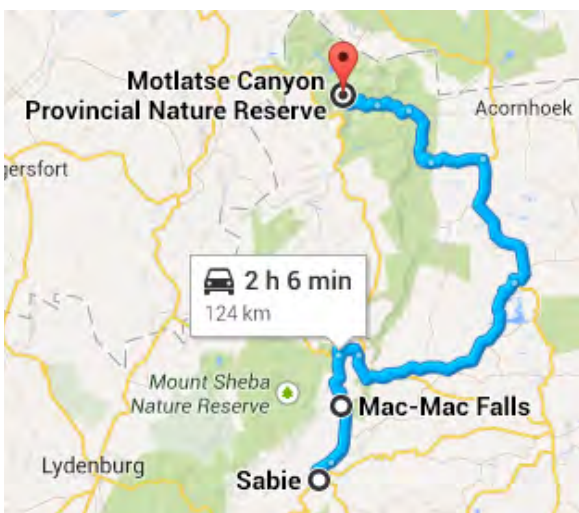 Motlatse Canyon
Provincial Nature Reserve
Acornhoek
gersfort
2 h 6 min
124 km
Mount Sheba
Nature Reserve
Mac-Mac Falls
Lydenburg
Sabie